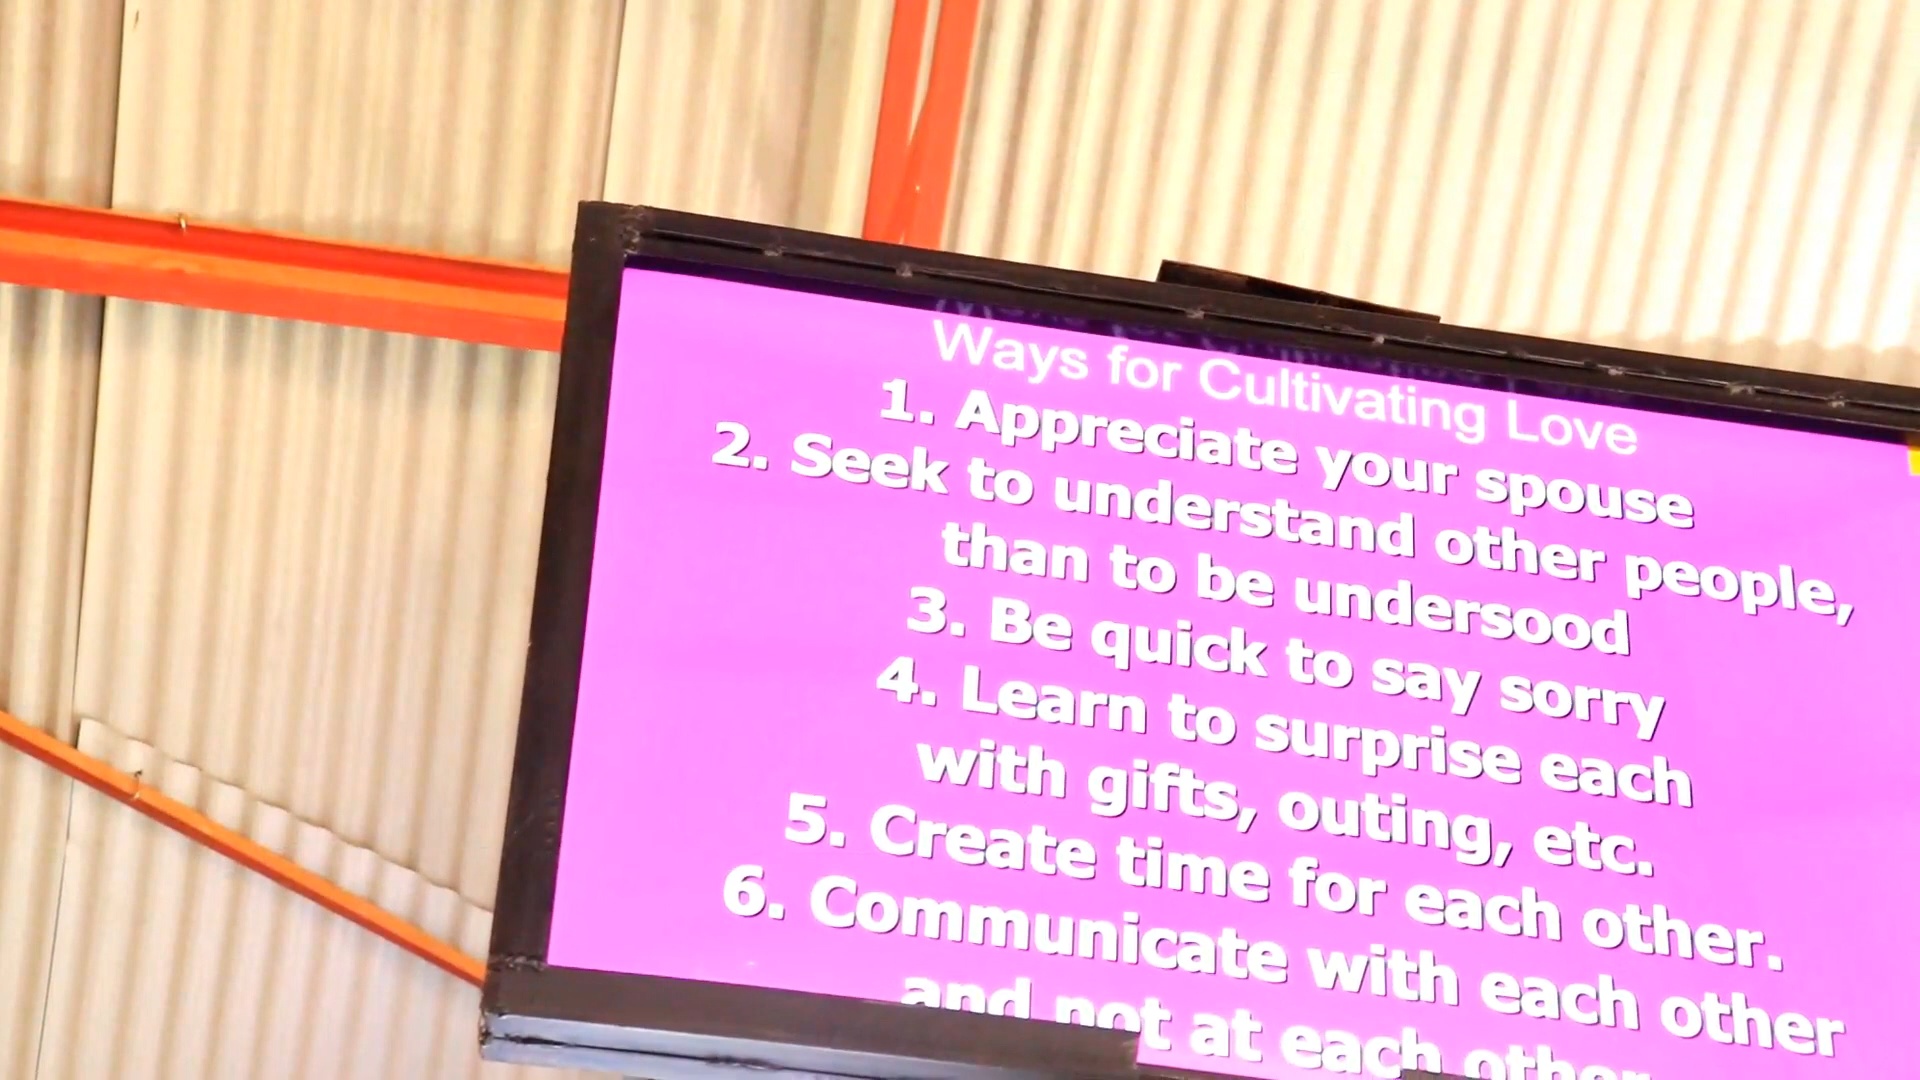 Ways for Cultivating Love
1. Appreciate your spouse
2. Seek to understand other people,
than to be undersood
3. Be quick to say sorry
4. Learn to surprise each
with gifts, outing, etc.
5. Create time for each other.
6. Communicate with each other
and not at each other